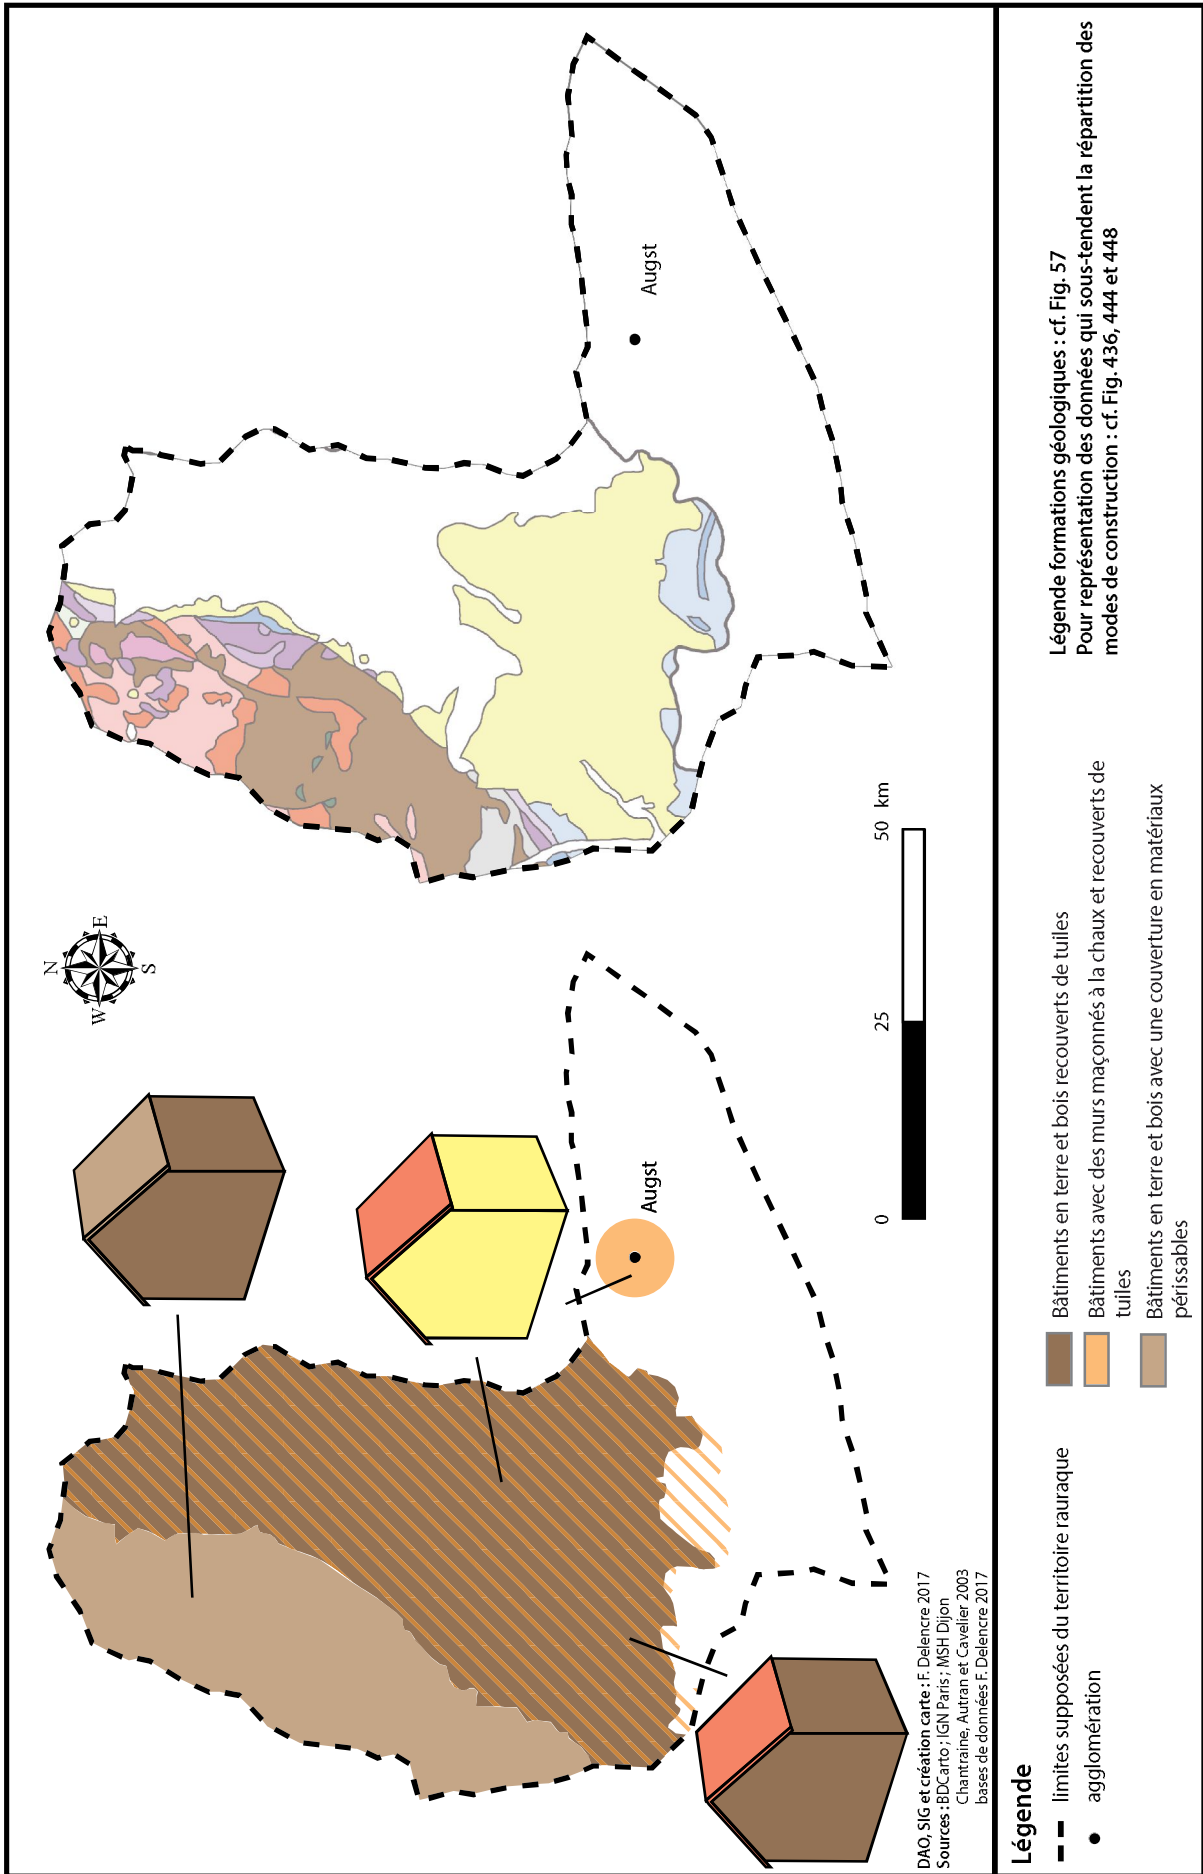 N
W
E
S
Augst
Augst
0
25
50 km
DAO, SIG et création carte : F. Delencre 2017
Sources : BDCarto ; IGN Paris ; MSH Dijon
Chantraine, Autran et Cavelier 2003
bases de données F. Delencre 2017
Légende
limites supposées du territoire rauraque
agglomération
Bâtiments en terre et bois recouverts de tuiles
Bâtiments avec des murs maçonnés à la chaux et recouverts de
tuiles
Bâtiments en terre et bois avec une couverture en matériaux
périssables
Légende formations géologiques : cf. Fig. 57
Pour représentation des données qui sous-tendent la répartition des
modes de construction : cf. Fig. 436, 444 et 448